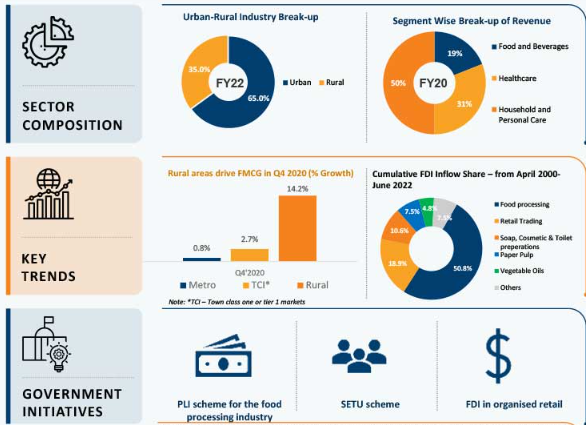 Urban-Rural Industry Break-up
35.0%
FY22
65.0%
Urban
Rural
Segment Wise Break-up of Revenue
19%
50%
FY20
31%
Food and Beverages
Healthcare
Household and
Personal Care
SECTOR
COMPOSITION
Rural areas drive FMCG in Q4 2020 (% Growth)
14.2%
2.7%
0.8%
Q4'2020
Metro
TCI*
Rural
Note: *TCI – Town class one or tier 1 markets
Cumulative FDI Inflow Share – from April 2000-
June 2022
7.5%
4.8%
7.5%
10.6%
18.9%
50.8%
Food processing
Retail Trading
Soap, Cosmetic & Toilet
preperations
Paper Pulp
Vegetable Oils
Others
KEY
TRENDS
GOVERNMENT
INITIATIVES
PLI scheme for the food
processing industry
SETU scheme
FDI in organised retail